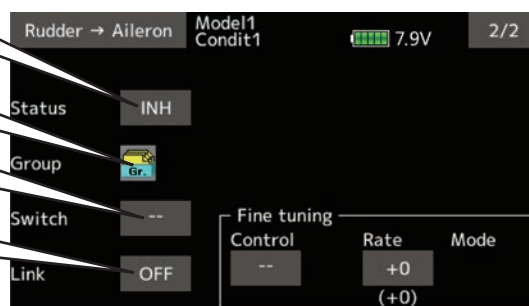 Rudder → Aileron
Model1
Condit1
7.9V
2/2
Status INH
Group Gr.
Switch --
Link OFF
Fine tuning
Control Rate Mode
-- +0
(+0)